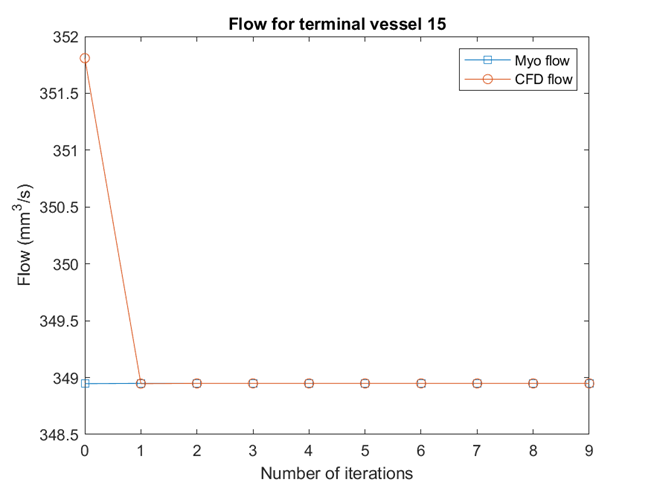 Flow for terminal vessel 15
Myo flow
CFD flow
352
351.5
351
350.5
350
349.5
349
348.5
Flow (mm³/s)
0 1 2 3 4 5 6 7 8 9
Number of iterations